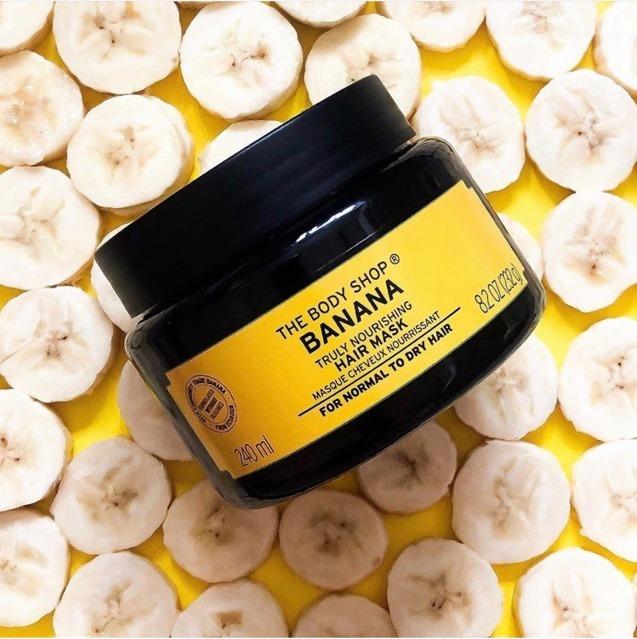 THE BODY SHOP®
BANANA
TRULY NOURISHING
HAIR MASK
MASQUE CHEVEUX NOURRISSANT
FOR NORMAL TO DRY HAIR
240 ml
8.2 OZ (232 g)